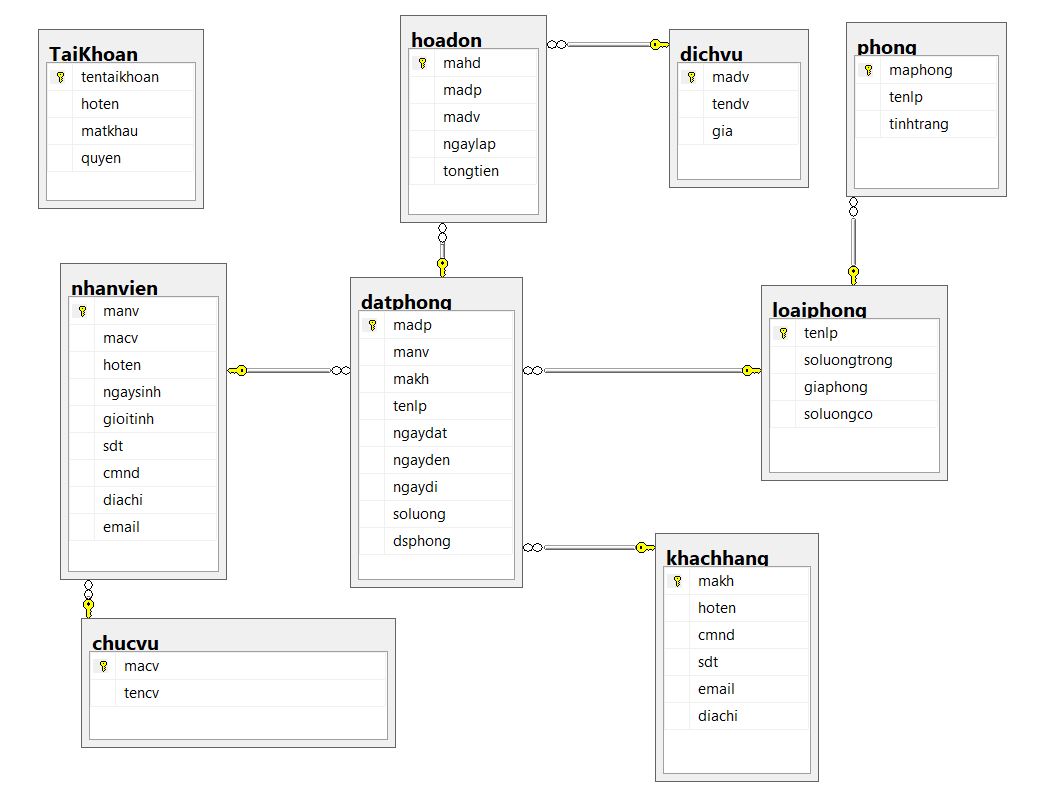 TaiKhoan
tentaikhoan
hoten
matkhau
quyen
hoadon
mahd
madp
madv
ngaylap
tongtien
dichvu
madv
tendv
gia
phong
maphong
tenlp
tinhtrang
nhanvien
manv
macv
hoten
ngaysinh
gioitinh
sdt
cmnd
diachi
email
datphong
madp
manv
makh
tenlp
ngaydat
ngayden
ngaydi
soluong
dsphong
loaiphong
tenlp
soluongtrong
giaphong
soluongco
chucvu
macv
tencv
khachhang
makh
hoten
cmnd
sdt
email
diachi